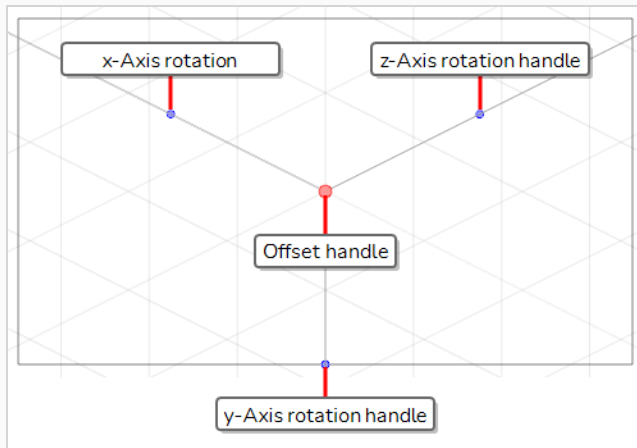 x-Axis rotation
z-Axis rotation handle
Offset handle
y-Axis rotation handle